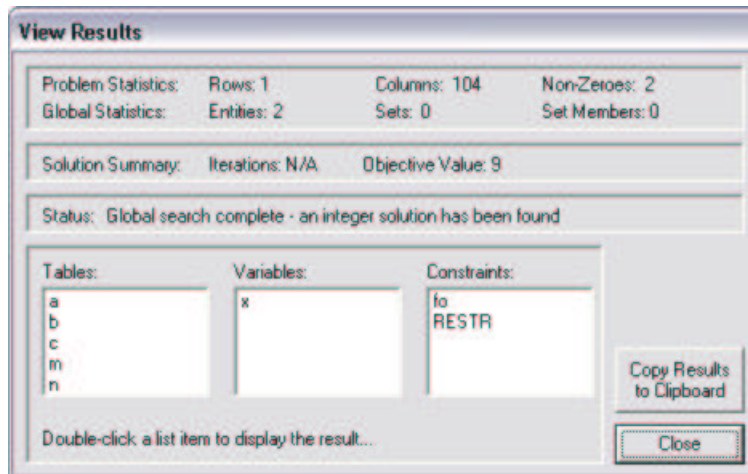 View Results
Problem Statistics: Rows: 1 Columns: 104 Non-Zeroes: 2
Global Statistics: Entities: 2 Sets: 0 Set Members: 0
Solution Summary: Iterations: N/A Objective Value: 9
Status: Global search complete - an integer solution has been found
Tables: Variables: Constraints:
a x fo
b RESTR
c
m
n
Copy Results
to Clipboard
Double-click a list item to display the result...
Close